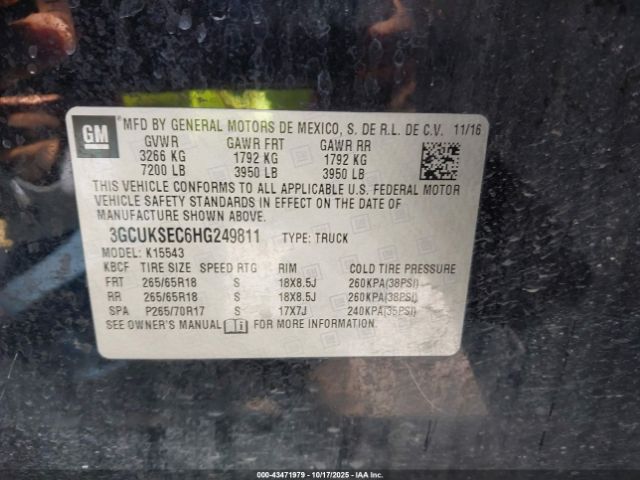 GM
MFD BY GENERAL MOTORS DE MEXICO, S. DE R.L. DE C.V. 11/16
GVWR GAWR FRT GAWR RR
3266 KG 1792 KG 1792 KG
7200 LB 3950 LB 3950 LB
THIS VEHICLE CONFORMS TO ALL APPLICABLE U.S. FEDERAL MOTOR
VEHICLE SAFETY STANDARDS IN EFFECT ON THE DATE OF
MANUFACTURE SHOWN ABOVE.
3GCUKSEC6HG249811 TYPE: TRUCK
MODEL: K15543
KBCF TIRE SIZE SPEED RTG RIM COLD TIRE PRESSURE
FRT 265/65R18 S 18X8.5J 260KPA(38PSI)
RR 265/65R18 S 18X8.5J 260KPA(38PSI)
SPA P265/70R17 S 17X7J 240KPA(35PSI)
SEE OWNER'S MANUAL FOR MORE INFORMATION.
000-43471979 - 10/17/2025 - IAA Inc.